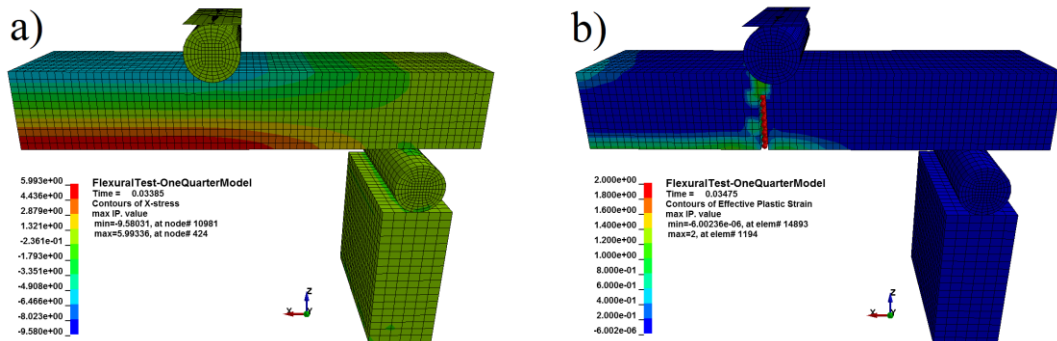 a)
5.993e+00
4.436e+00
2.879e+00
1.321e+00
-2.361e-01
-1.793e+00
-3.351e+00
-4.908e+00
-6.466e+00
-8.023e+00
-9.580e+00
FlexuralTest-OneQuarterModel
Time = 0.03385
Contours of X-stress
max IP. value
min=-9.58031, at node# 10981
max=5.99336, at node# 424
Z
X
Y
b)
2.000e+00
1.800e+00
1.600e+00
1.400e+00
1.200e+00
1.000e+00
8.000e-01
6.000e-01
4.000e-01
2.000e-01
-6.002e-06
FlexuralTest-OneQuarterModel
Time = 0.03475
Contours of Effective Plastic Strain
max IP. value
min=-6.00236e-06, at elem# 14893
max=2, at elem# 1194
Z
X
Y